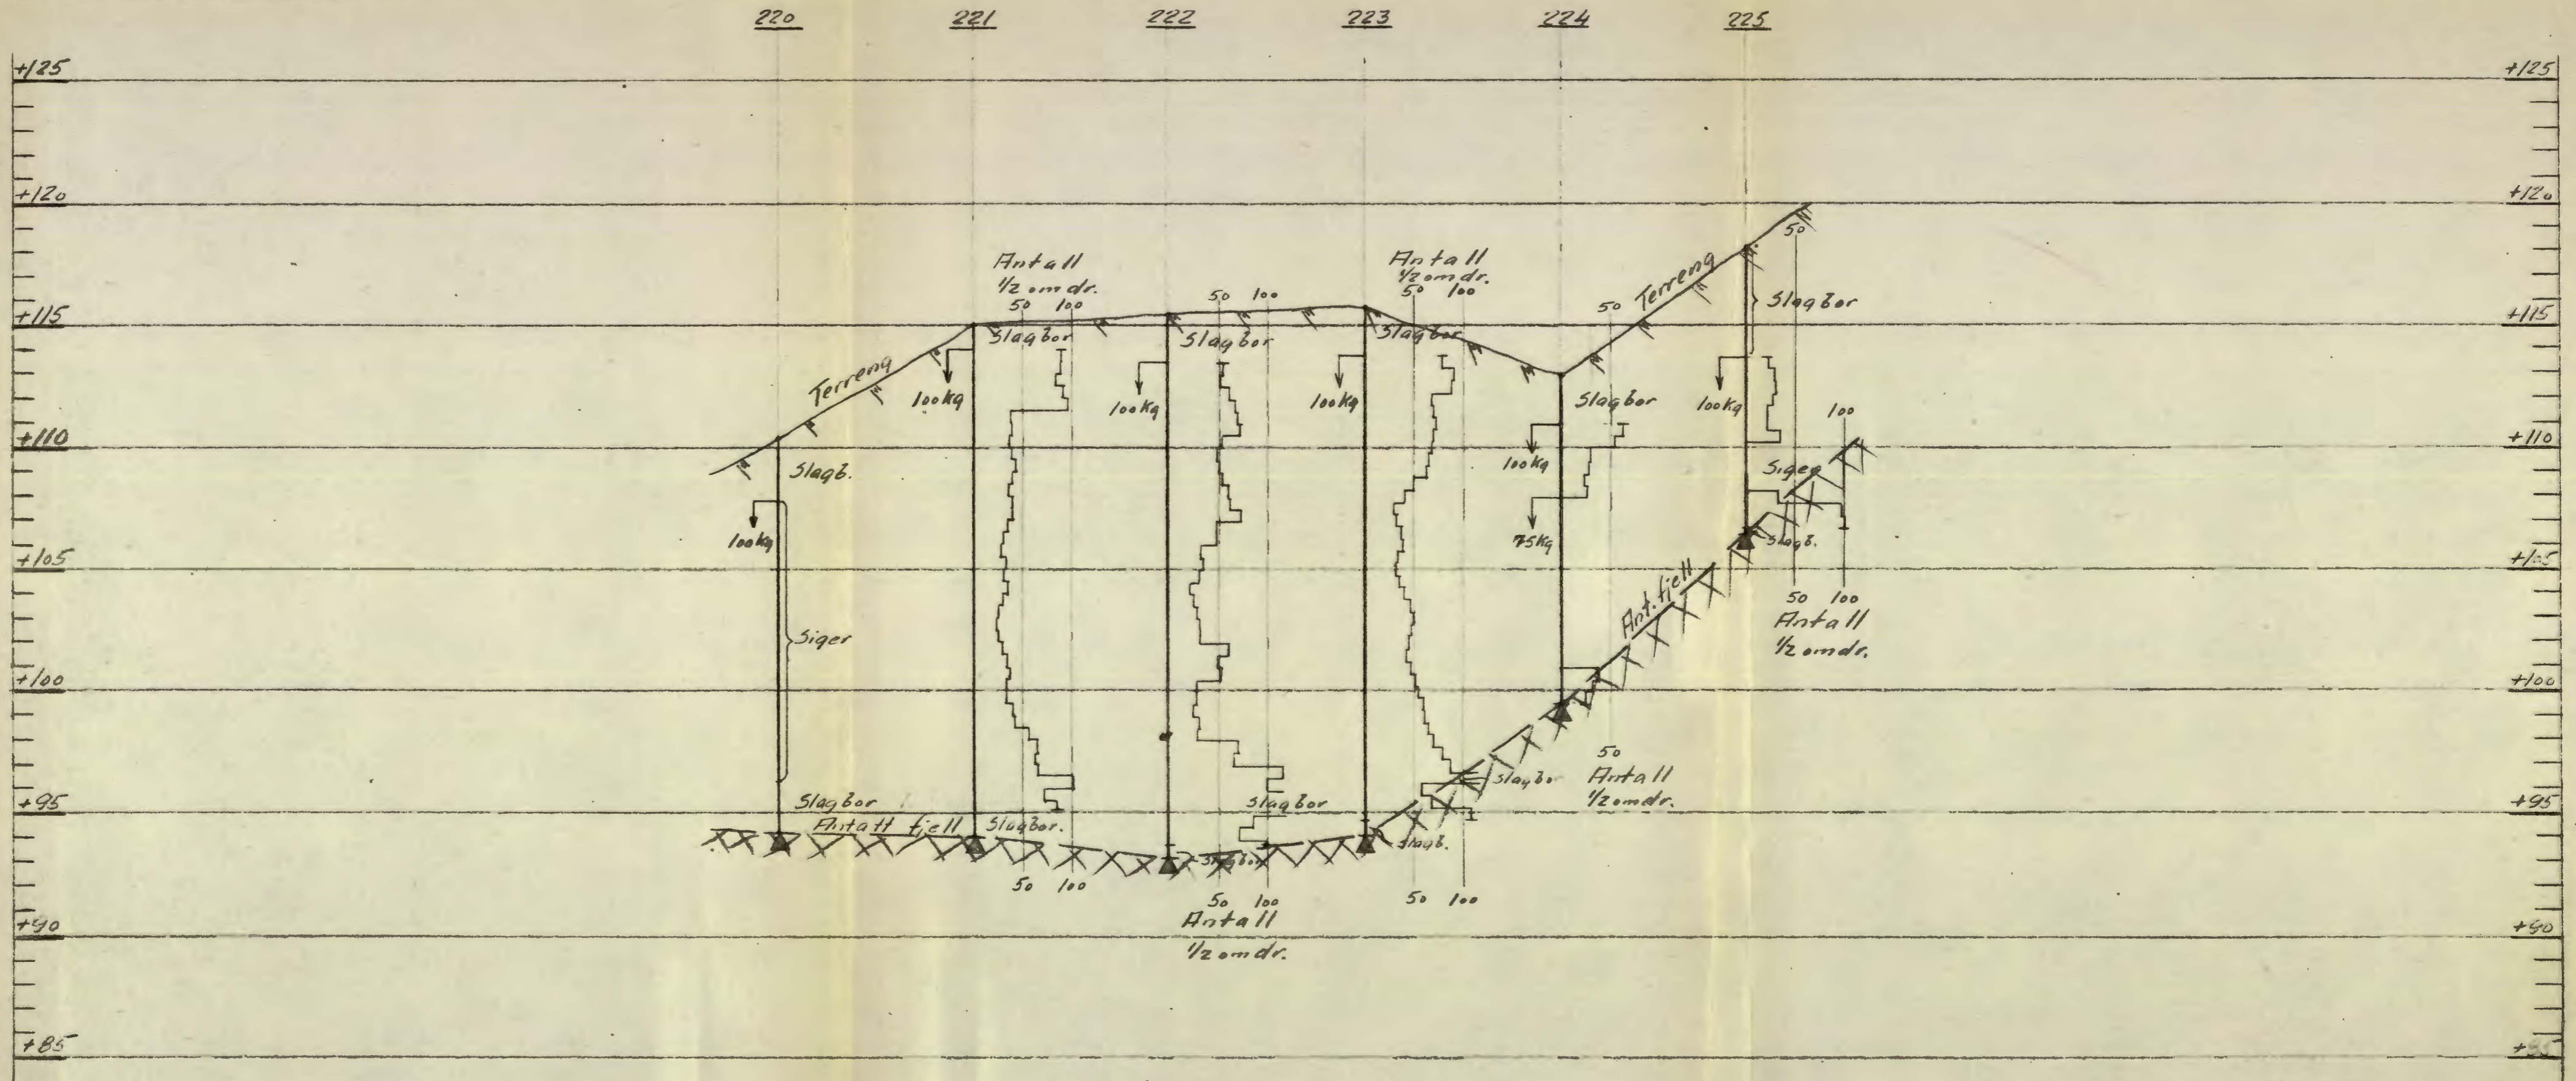 220 221 222 223 224 225
+125 +125
+120 +120
50
Antall
1/2 omdr.
50 100
50 100
Antall
1/2 omdr.
50 100
50
Terreng
Slagbor
+115 +115
Slagbor
Slagbor
Slagbor
Terreng
100kg
100kg
100kg
Slagbor
100kg
100
+110 +110
Slagb.
100kg
Siger
100kg
75kg
Slagb.
+105 +105
Ant. fjell
50 100
Antall
1/2 omdr.
Siger
+100 +100
50
Antall
1/2 omdr.
Slagbor
+95 +95
Slagbor
Slagbor
Antatt fjell
Slagbor.
Slagb.
Slagbor
50 100
50 100
Antall
1/2 omdr.
50 100
+90 +90
+85 +85